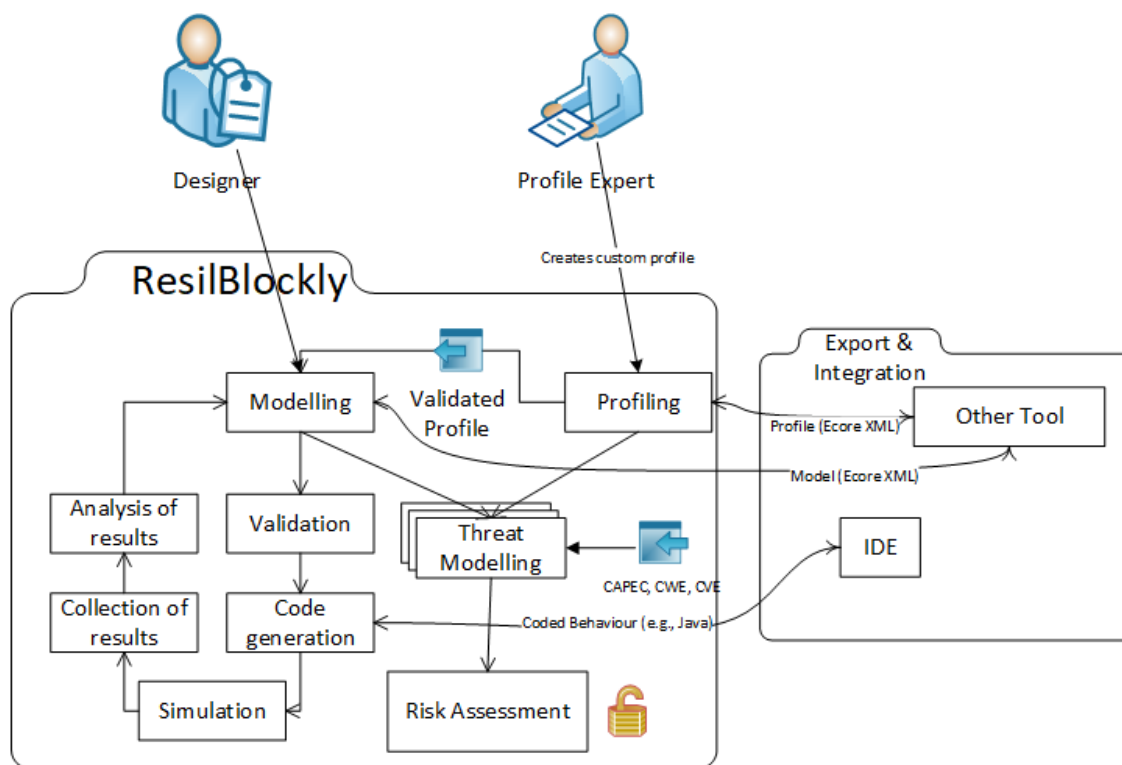 Designer
Profile Expert
Creates custom profile
ResilBlockly
Export &
Integration
Modelling
Validated
Profile
Profiling
Other Tool
Profile (Ecore XML)
Model (Ecore XML)
Analysis of
results
Validation
Threat
Modelling
IDE
CAPEC, CWE, CVE
Collection of
results
Code
generation
Coded Behaviour (e.g., Java)
Simulation
Risk Assessment